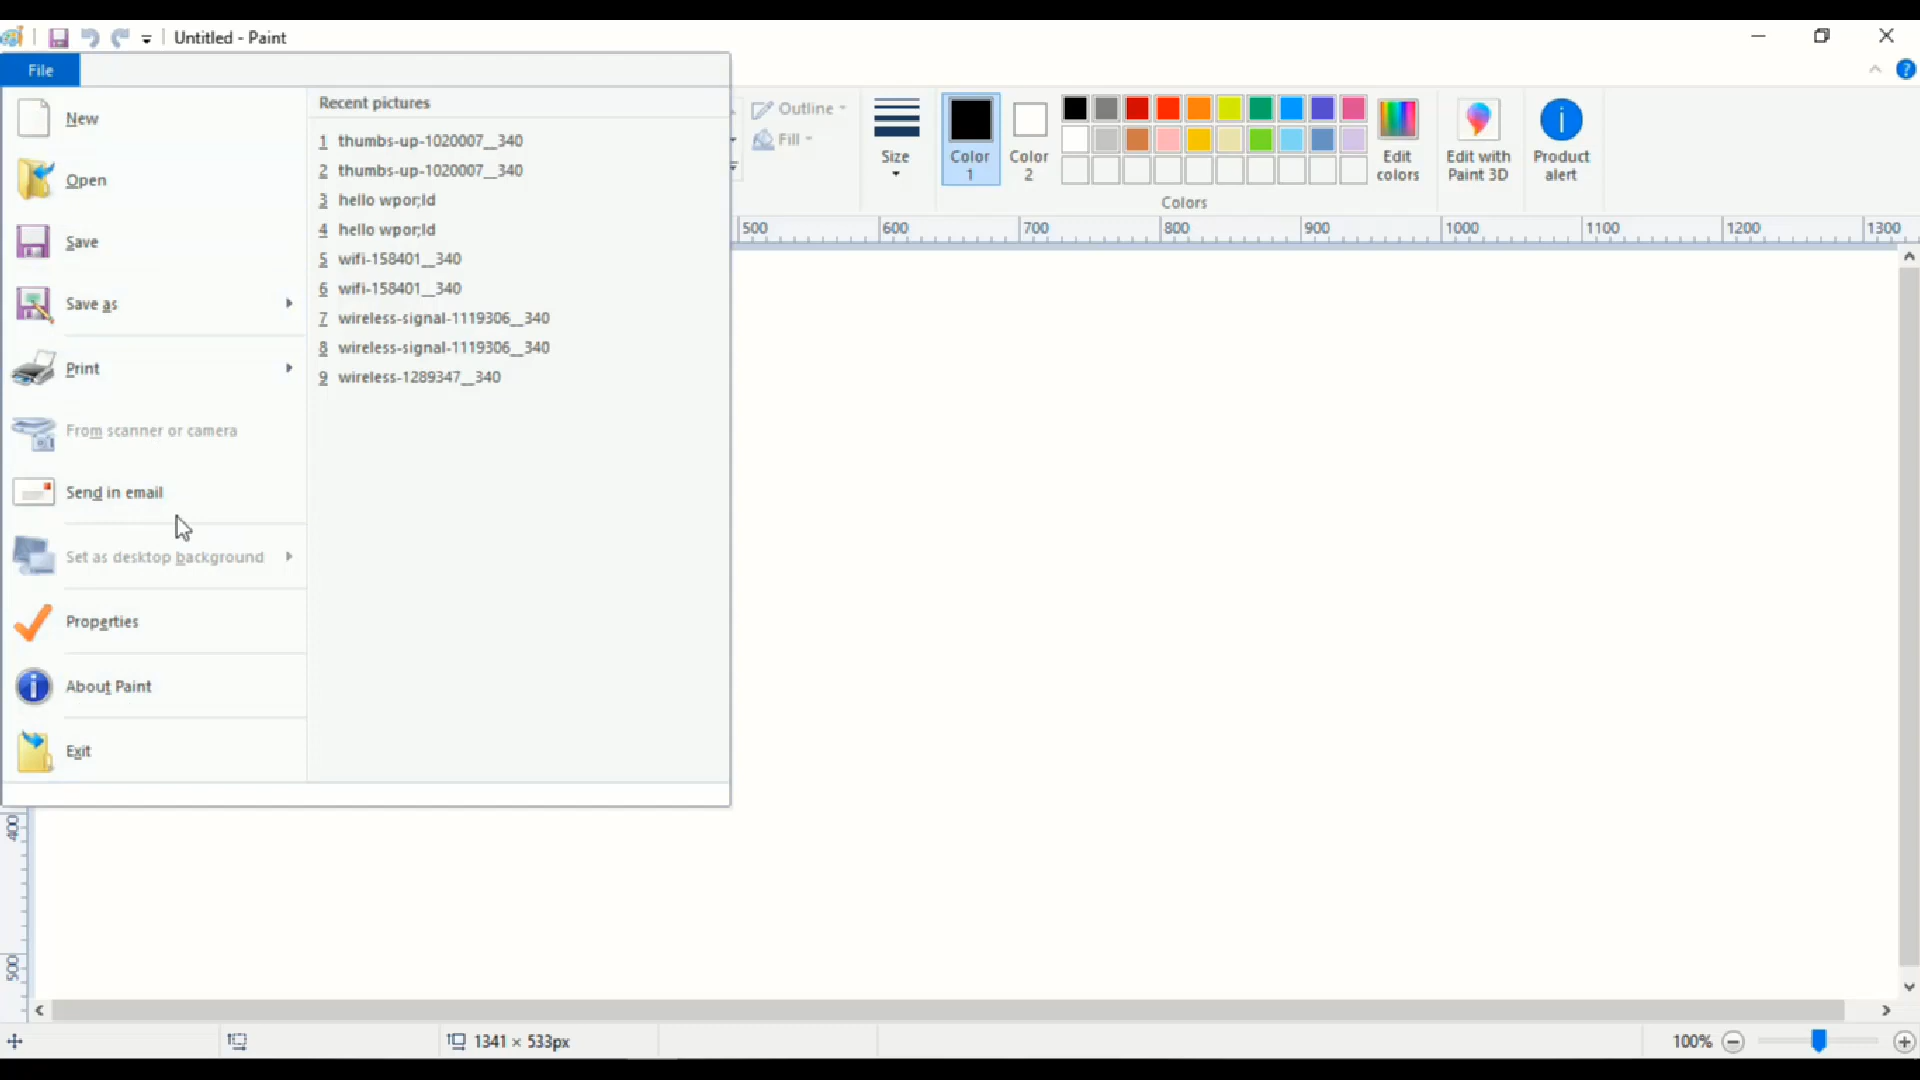 Untitled - Paint
File
?
New
Open
Save
Save as
Print
From scanner or camera
Send in email
Set as desktop background
Properties
About Paint
Exit
Recent pictures
1 thumbs-up-1020007__340
2 thumbs-up-1020007__340
3 hello wpor;ld
4 hello wpor;ld
5 wifi-158401__340
6 wifi-158401__340
7 wireless-signal-1119306__340
8 wireless-signal-1119306__340
9 wireless-1289347__340
Outline
Fill
Size
Color
1
Color
2
Edit
colors
Edit with
Paint 3D
Product
alert
Colors
500 600 700 800 900 1000 1100 1200 1300
400
500
1341 × 533px
100%